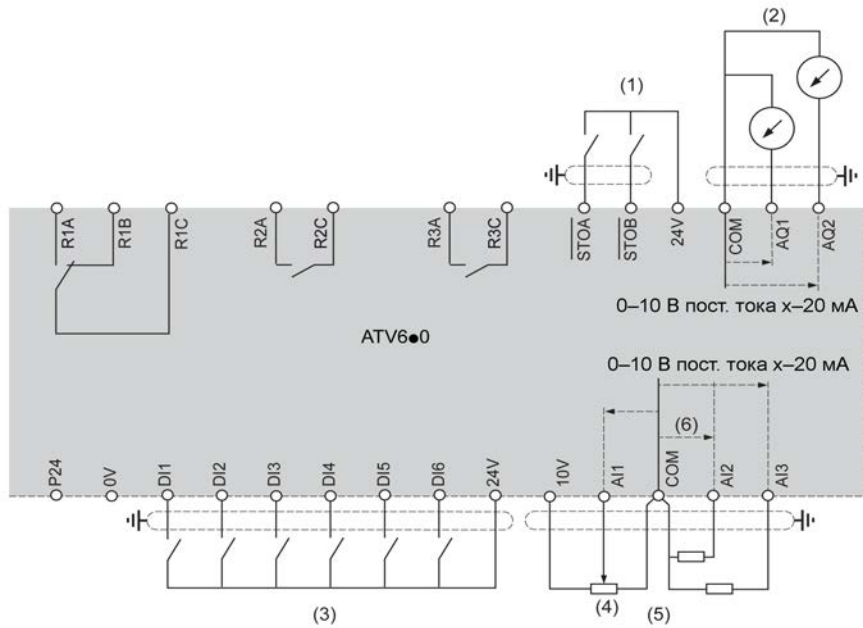 (2)
(1)
R1A
R1B
R1C
R2A
R2C
R3A
R3C
STOA
STOB
24V
COM
AQ1
AQ2
0–10 В пост. тока x–20 мА
ATV6●0
0–10 В пост. тока x–20 мА
(6)
P24
0V
DI1
DI2
DI3
DI4
DI5
DI6
24V
10V
AI1
COM
AI2
AI3
(3)
(4)
(5)